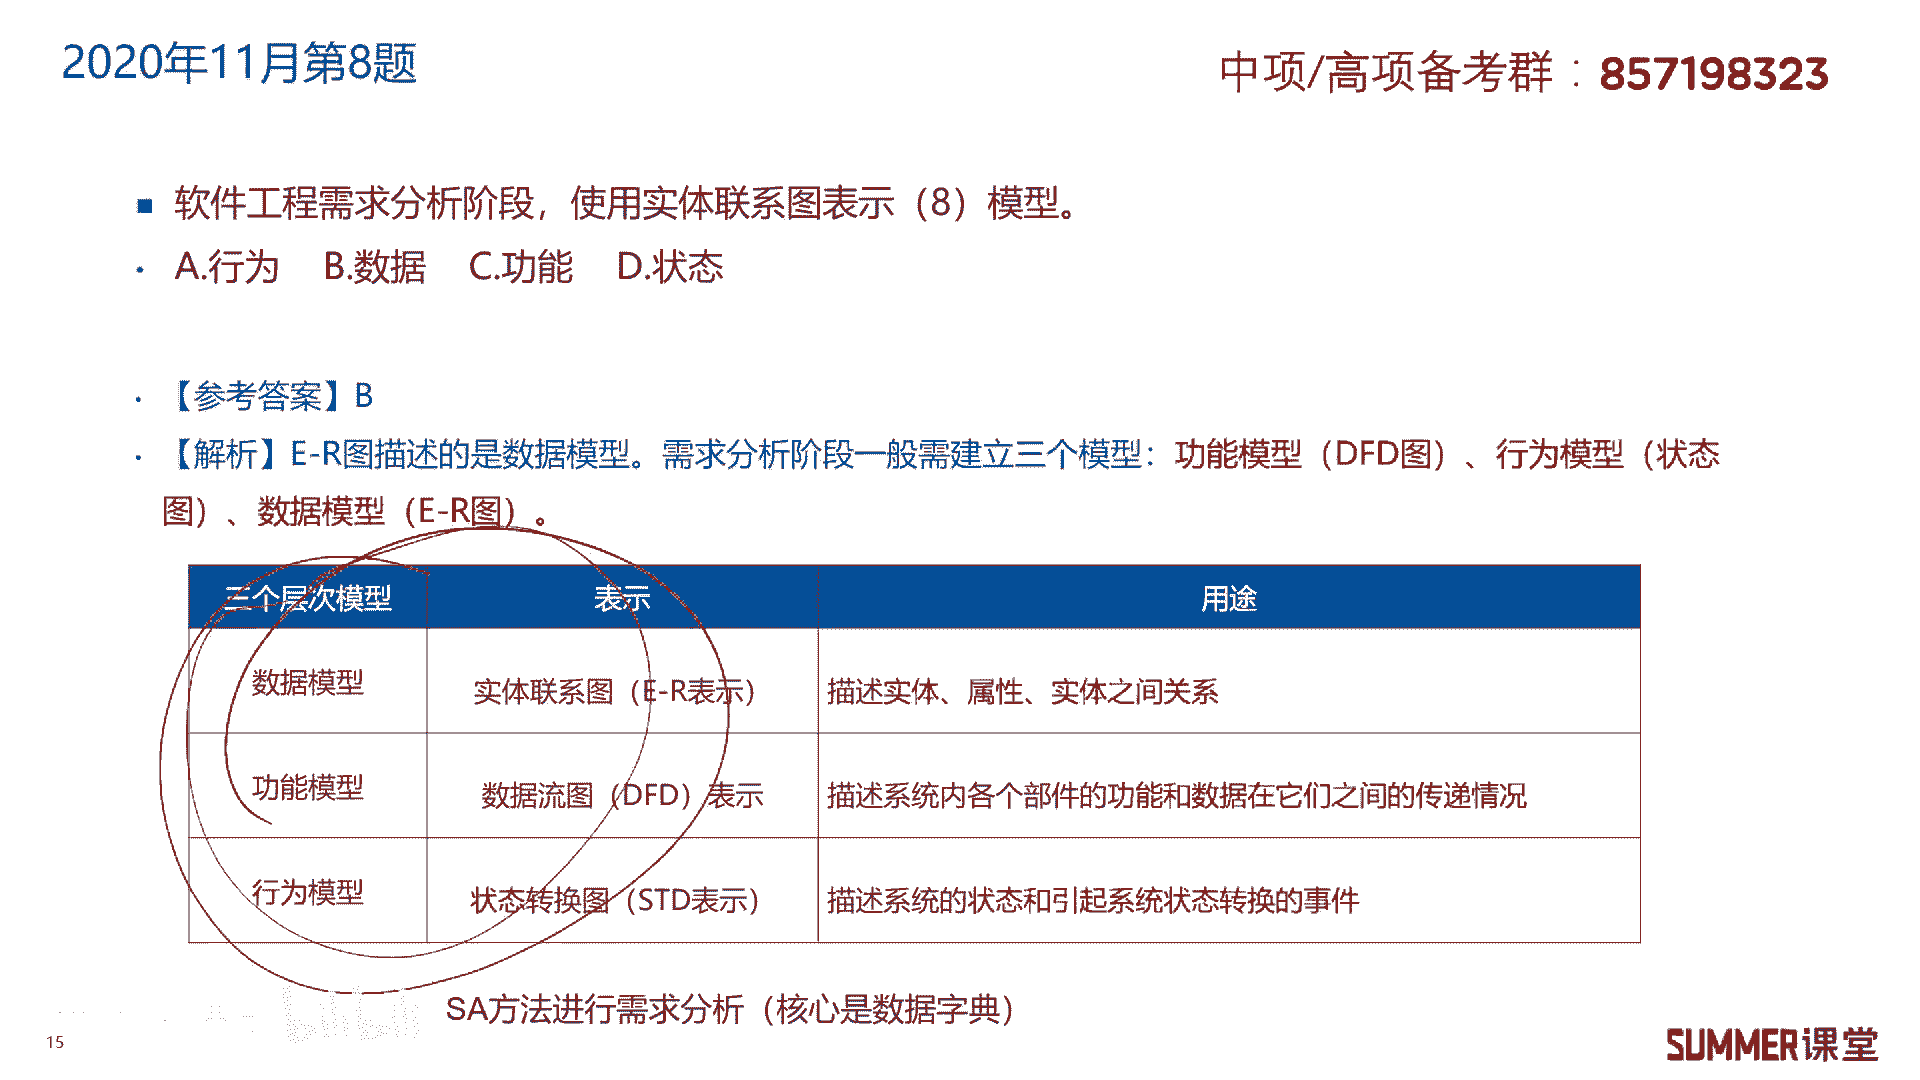 2020年11月第8题
中项/高项备考群：857198323
■ 软件工程需求分析阶段，使用实体联系图表示（8）模型。
· A.行为 B.数据 C.功能 D.状态
· 【参考答案】B
· 【解析】E-R图描述的是数据模型。需求分析阶段一般需建立三个模型：功能模型（DFD图）、行为模型（状态
图）、数据模型（E-R图）。
三个层次模型 表示 用途
数据模型 实体联系图（E-R表示） 描述实体、属性、实体之间关系
功能模型 数据流图（DFD）表示 描述系统内各个部件的功能和数据在它们之间的传递情况
行为模型 状态转换图（STD表示） 描述系统的状态和引起系统状态转换的事件
SA方法进行需求分析（核心是数据字典）
15
SUMMER课堂